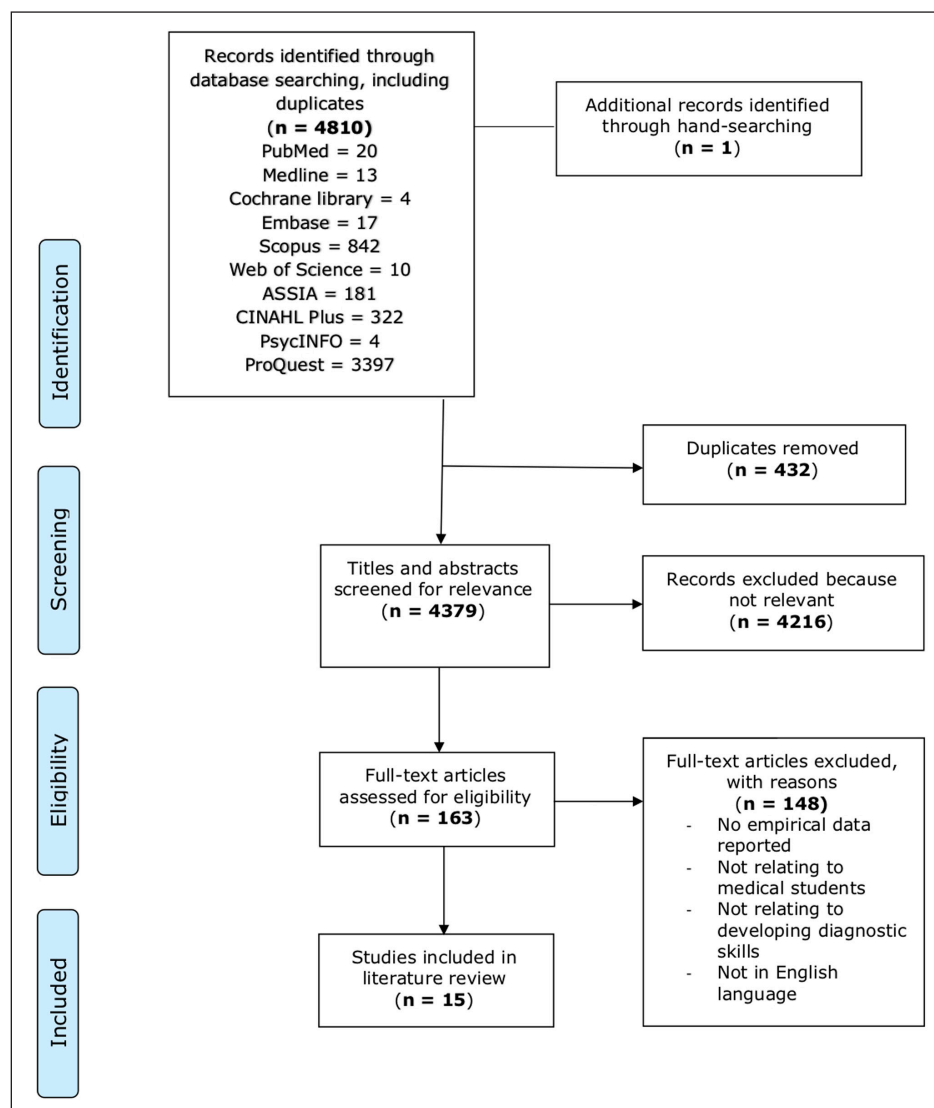 Records identified through
database searching, including
duplicates
(n = 4810)
PubMed = 20
Medline = 13
Cochrane library = 4
Embase = 17
Scopus = 842
Web of Science = 10
ASSIA = 181
CINAHL Plus = 322
PsycINFO = 4
ProQuest = 3397
Additional records identified
through hand-searching
(n = 1)
Identification
Duplicates removed
(n = 432)
Screening
Titles and abstracts
screened for relevance
(n = 4379)
Records excluded because
not relevant
(n = 4216)
Eligibility
Full-text articles
assessed for eligibility
(n = 163)
Full-text articles excluded,
with reasons
(n = 148)
- No empirical data
reported
- Not relating to
medical students
- Not relating to
developing diagnostic
skills
- Not in English
language
Included
Studies included in
literature review
(n = 15)